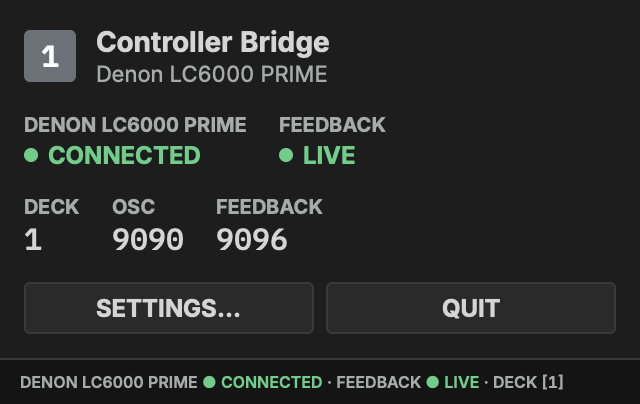 1
Controller Bridge
Denon LC6000 PRIME
DENON LC6000 PRIME FEEDBACK
● CONNECTED ● LIVE
DECK OSC FEEDBACK
1 9090 9096
SETTINGS... QUIT
DENON LC6000 PRIME ● CONNECTED · FEEDBACK ● LIVE · DECK [1]